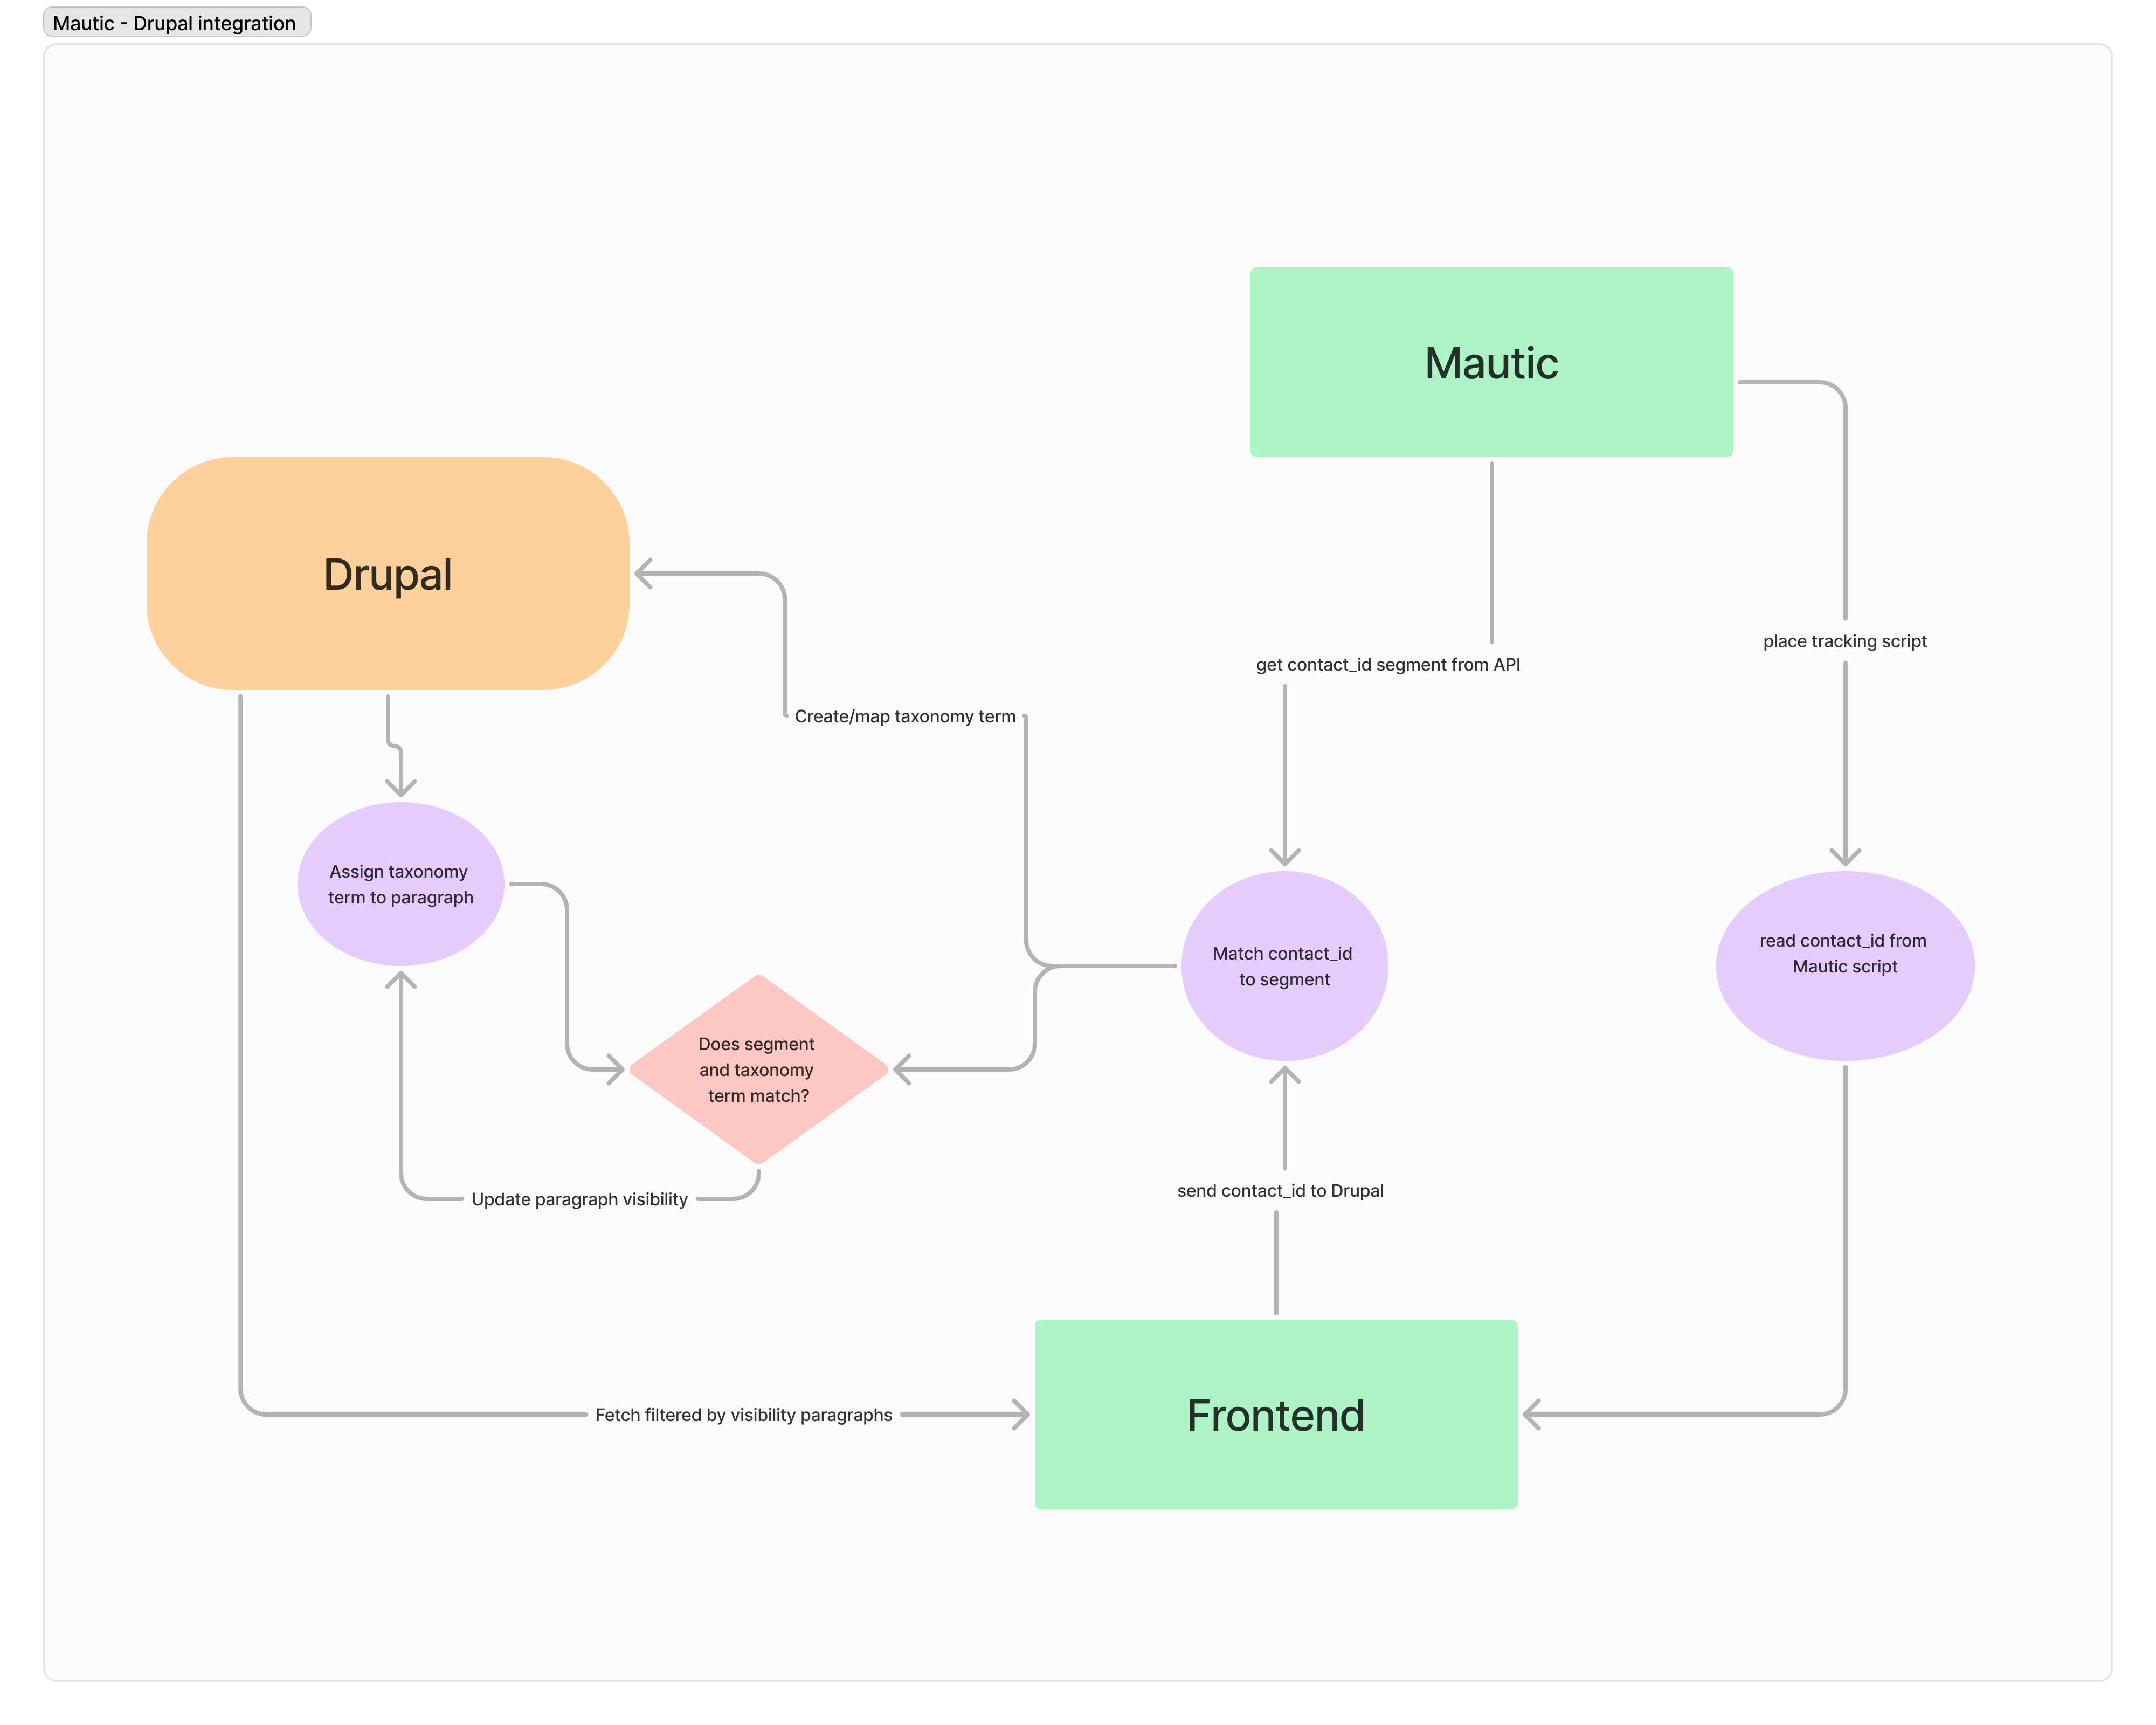 Mautic - Drupal integration
Mautic
Drupal
place tracking script
get contact_id segment from API
Create/map taxonomy term
Assign taxonomy
term to paragraph
Match contact_id
to segment
read contact_id from
Mautic script
Does segment
and taxonomy
term match?
Update paragraph visibility
send contact_id to Drupal
Fetch filtered by visibility paragraphs
Frontend